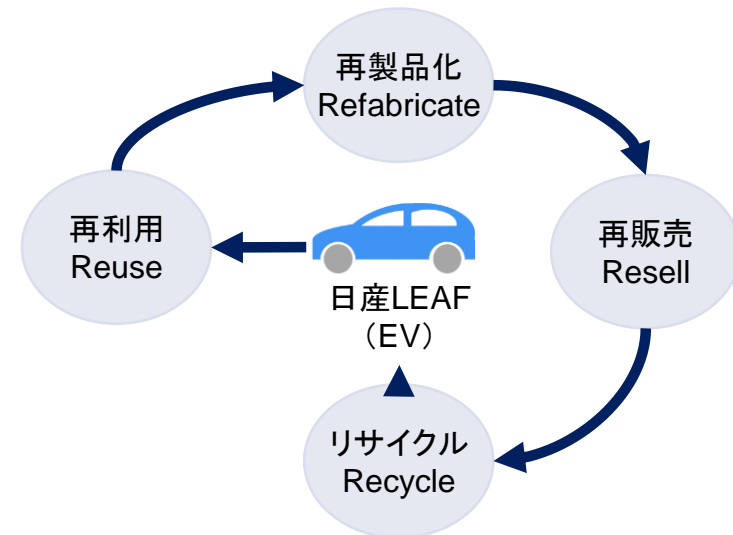 再製品化
Refabricate
再利用
Reuse
再販売
Resell
日産LEAF
（EV）
リサイクル
Recycle